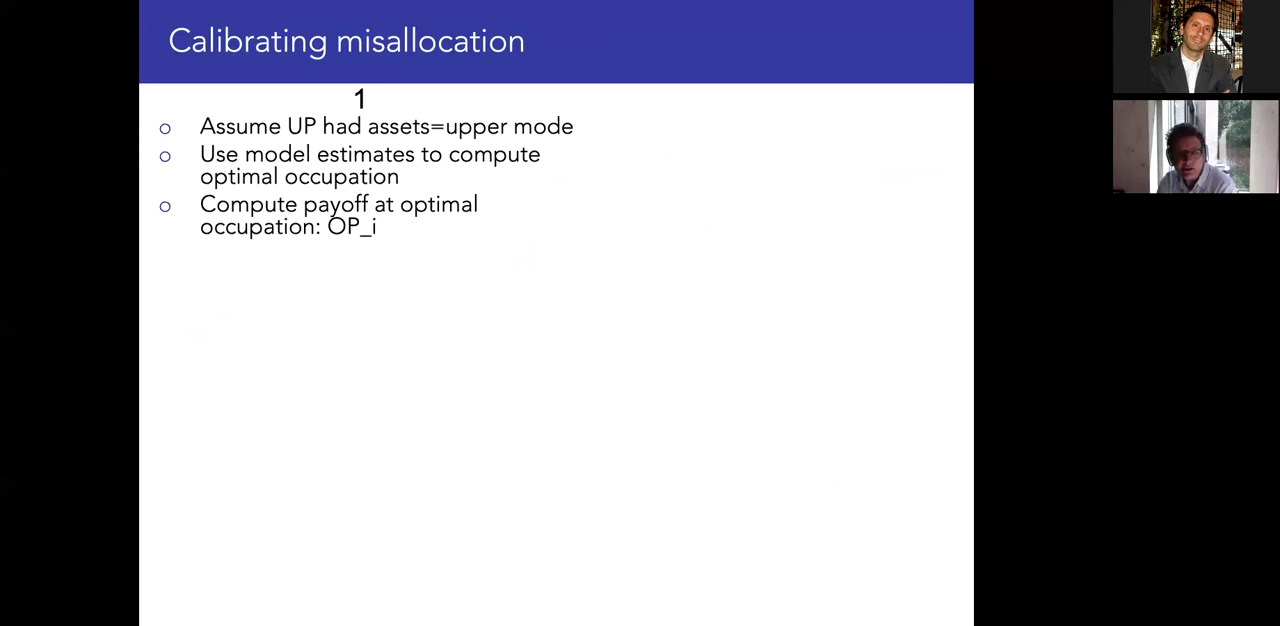 Calibrating misallocation
1
o Assume UP had assets=upper mode
o Use model estimates to compute
optimal occupation
o Compute payoff at optimal
occupation: OP_i